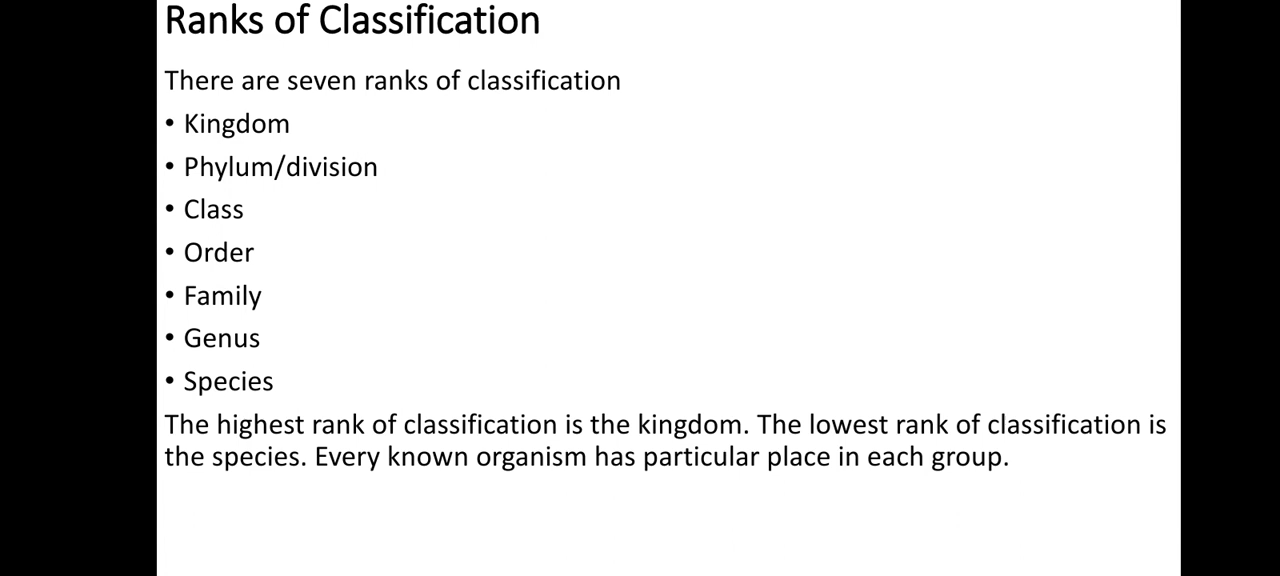 Ranks of Classification
There are seven ranks of classification
• Kingdom
• Phylum/division
• Class
• Order
• Family
• Genus
• Species
The highest rank of classification is the kingdom. The lowest rank of classification is
the species. Every known organism has particular place in each group.